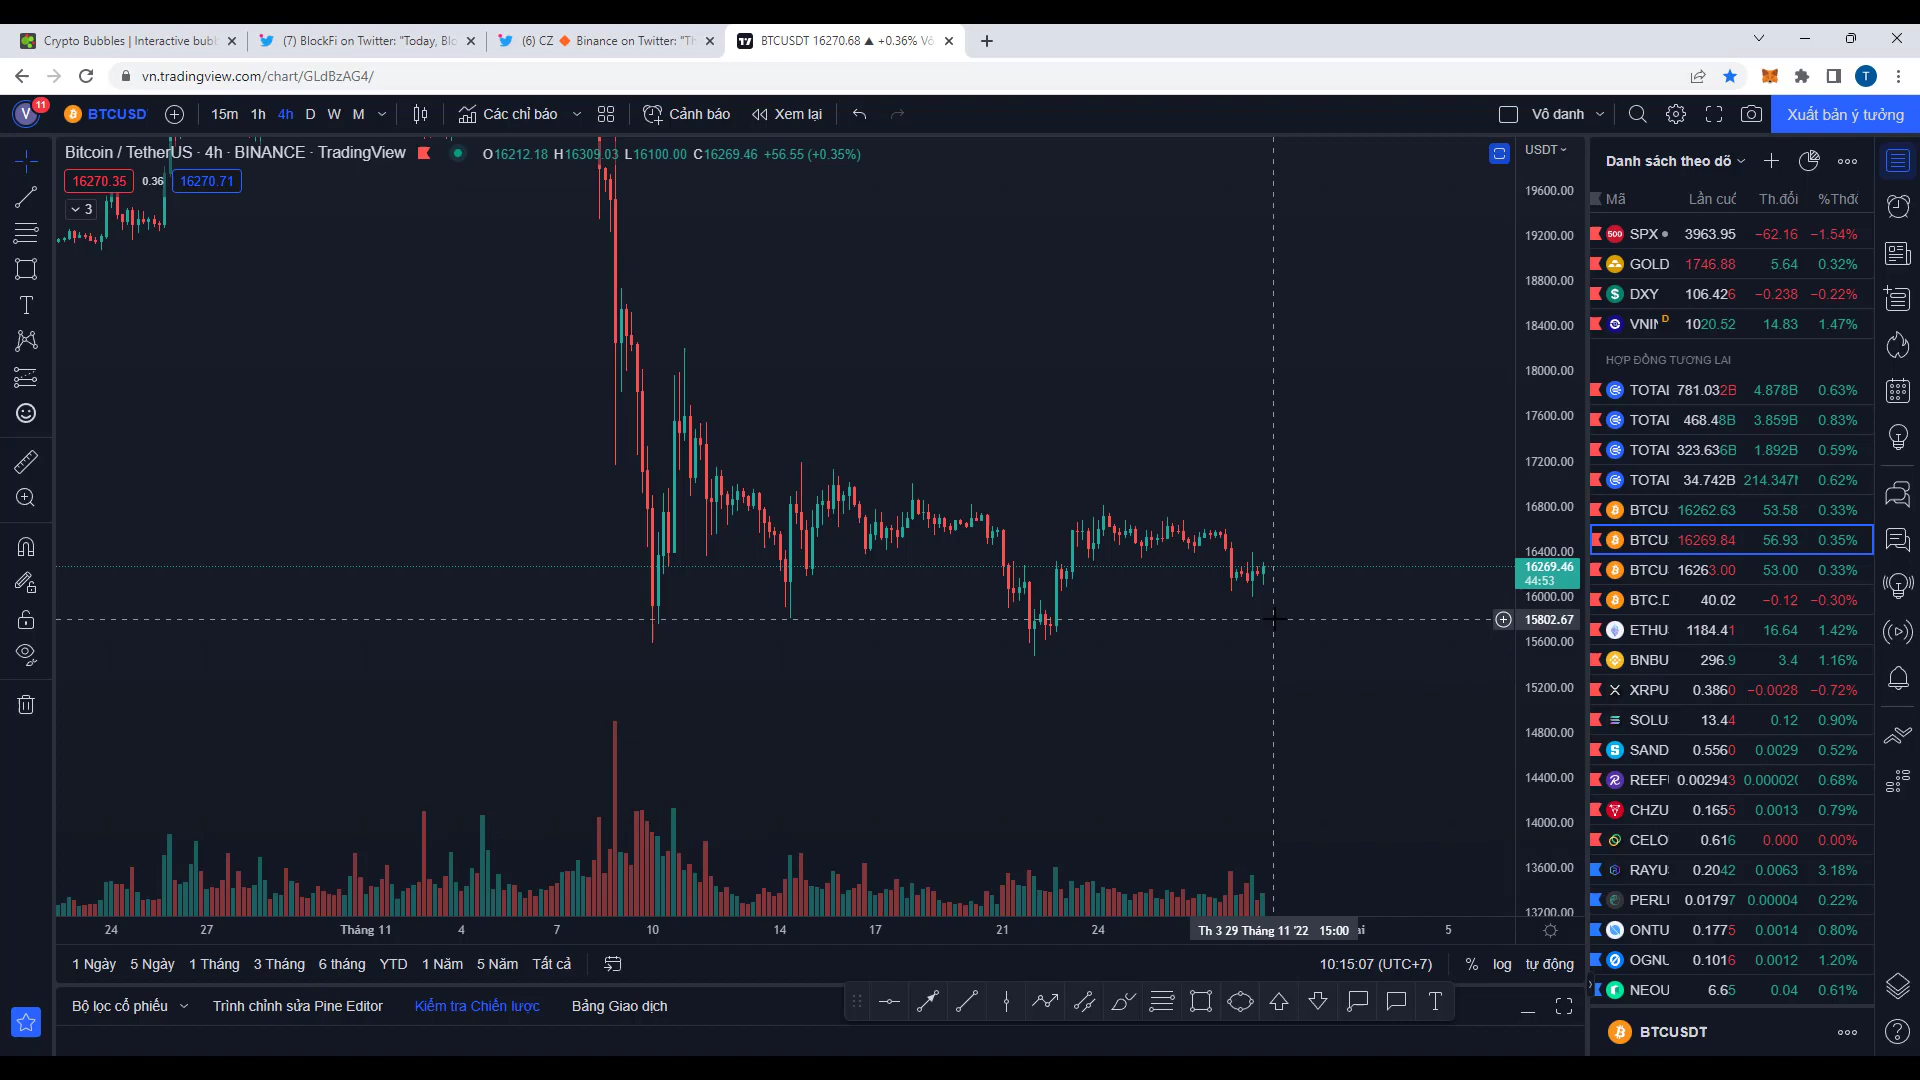 Crypto Bubbles | Interactive bubb
(7) BlockFi on Twitter: "Today, Blo
(6) CZ 🔶 Binance on Twitter: "Th
BTCUSDT 16270.68 ▲ +0.36% Vô
vn.tradingview.com/chart/GLdBzAG4/
T
V 11
BTCUSD
15m 1h 4h D W M
Các chỉ báo
Cảnh báo
Xem lại
Vô danh
Xuất bản ý tưởng
Bitcoin / TetherUS · 4h · BINANCE · TradingView
O16212.18 H16309.03 L16100.00 C16269.46 +56.55 (+0.35%)
16270.35 0.36 16270.71
3
USDT
19600.00
19200.00
18800.00
18400.00
18000.00
17600.00
17200.00
16800.00
16400.00
16269.46
44:53
16000.00
15802.67
15600.00
15200.00
14800.00
14400.00
14000.00
13600.00
13200.00
24 27 Tháng 11 4 7 10 14 17 21 24 Th 3 29 Tháng 11 '22 15:00 5
1 Ngày 5 Ngày 1 Tháng 3 Tháng 6 tháng YTD 1 Năm 5 Năm Tất cả
10:15:07 (UTC+7) % log tự động
Bộ lọc cổ phiếu Trình chỉnh sửa Pine Editor Kiểm tra Chiến lược Bảng Giao dịch
Danh sách theo dõ
Mã Lần cuố Th.đổi %Thđổ
SPX 3963.95 −62.16 −1.54%
GOLD 1746.88 5.64 0.32%
DXY 106.426 −0.238 −0.22%
VNIN D 1020.52 14.83 1.47%
HỢP ĐỒNG TƯƠNG LAI
TOTAL 781.032B 4.878B 0.63%
TOTAL 468.48B 3.859B 0.83%
TOTAL 323.636B 1.892B 0.59%
TOTAL 34.742B 214.347M 0.62%
BTCU 16262.63 53.58 0.33%
BTCU 16269.84 56.93 0.35%
BTCU 16263.00 53.00 0.33%
BTC.D 40.02 −0.12 −0.30%
ETHU 1184.41 16.64 1.42%
BNBU 296.9 3.4 1.16%
XRPU 0.3860 −0.0028 −0.72%
SOLU 13.44 0.12 0.90%
SAND 0.5560 0.0029 0.52%
REEF 0.002943 0.000020 0.68%
CHZU 0.1655 0.0013 0.79%
CELO 0.616 0.000 0.00%
RAYU 0.2042 0.0063 3.18%
PERLU 0.01797 0.00004 0.22%
ONTU 0.1775 0.0014 0.80%
OGNU 0.1016 0.0012 1.20%
NEOU 6.65 0.04 0.61%
BTCUSDT